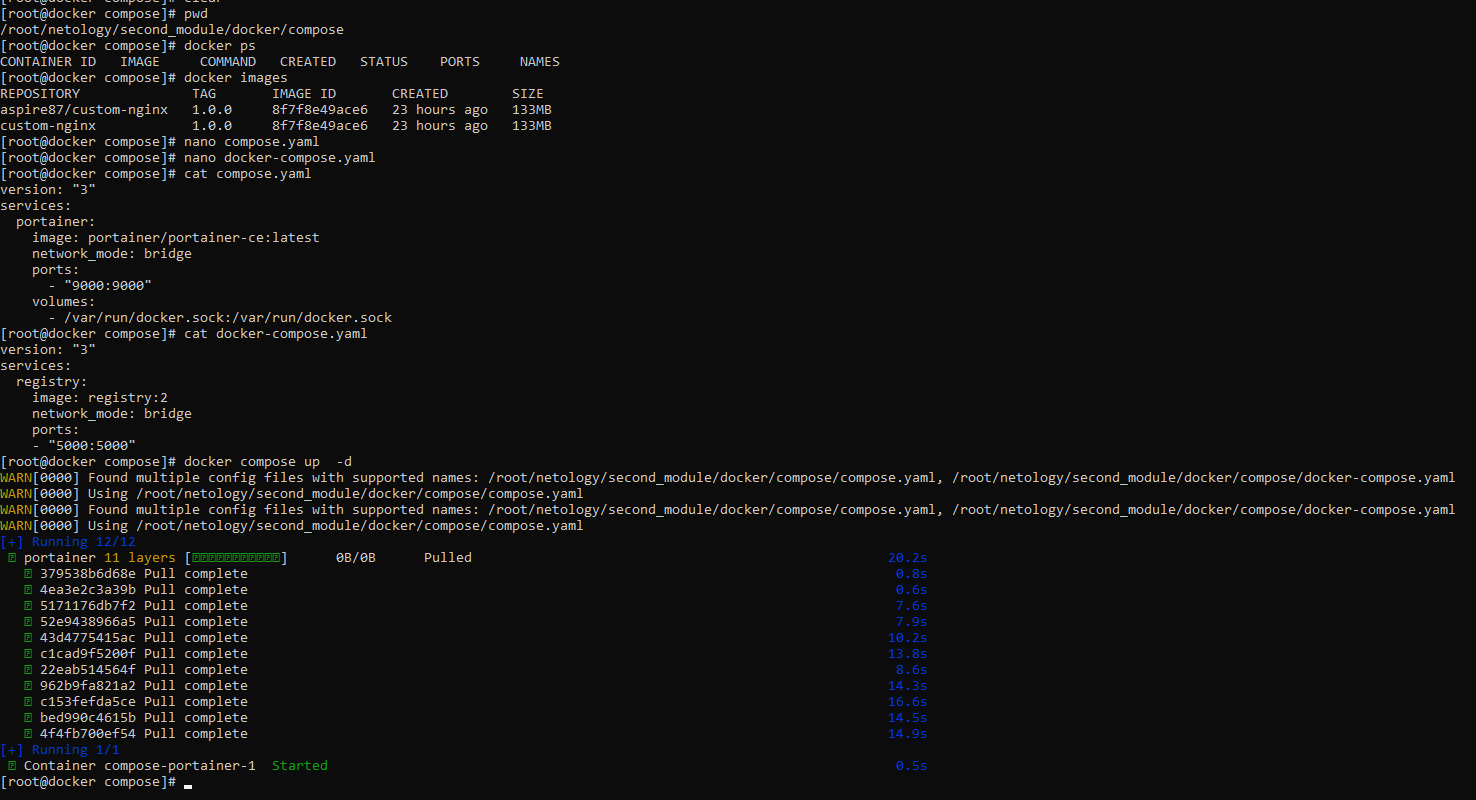 [root@docker compose]# pwd
/root/netology/second_module/docker/compose
[root@docker compose]# docker ps
CONTAINER ID   IMAGE     COMMAND   CREATED   STATUS    PORTS     NAMES
[root@docker compose]# docker images
REPOSITORY              TAG       IMAGE ID       CREATED        SIZE
aspire87/custom-nginx   1.0.0     8f7f8e49ace6   23 hours ago   133MB
custom-nginx            1.0.0     8f7f8e49ace6   23 hours ago   133MB
[root@docker compose]# nano compose.yaml
[root@docker compose]# nano docker-compose.yaml
[root@docker compose]# cat compose.yaml
version: "3"
services:
  portainer:
    image: portainer/portainer-ce:latest
    network_mode: bridge
    ports:
      - "9000:9000"
    volumes:
      - /var/run/docker.sock:/var/run/docker.sock
[root@docker compose]# cat docker-compose.yaml
version: "3"
services:
  registry:
    image: registry:2
    network_mode: bridge
    ports:
    - "5000:5000"
[root@docker compose]# docker compose up  -d
WARN[0000] Found multiple config files with supported names: /root/netology/second_module/docker/compose/compose.yaml, /root/netology/second_module/docker/compose/docker-compose.yaml
WARN[0000] Using /root/netology/second_module/docker/compose/compose.yaml
WARN[0000] Found multiple config files with supported names: /root/netology/second_module/docker/compose/compose.yaml, /root/netology/second_module/docker/compose/docker-compose.yaml
WARN[0000] Using /root/netology/second_module/docker/compose/compose.yaml
[+] Running 12/12
portainer 11 layers [] 0B/0B Pulled 20.2s
379538b6d68e Pull complete 0.8s
4ea3e2c3a39b Pull complete 0.6s
5171176db7f2 Pull complete 7.6s
52e9438966a5 Pull complete 7.9s
43d4775415ac Pull complete 10.2s
c1cad9f5200f Pull complete 13.8s
22eab514564f Pull complete 8.6s
962b9fa821a2 Pull complete 14.3s
c153fefda5ce Pull complete 16.6s
bed990c4615b Pull complete 14.5s
4f4fb700ef54 Pull complete 14.9s
[+] Running 1/1
Container compose-portainer-1  Started 0.5s
[root@docker compose]#